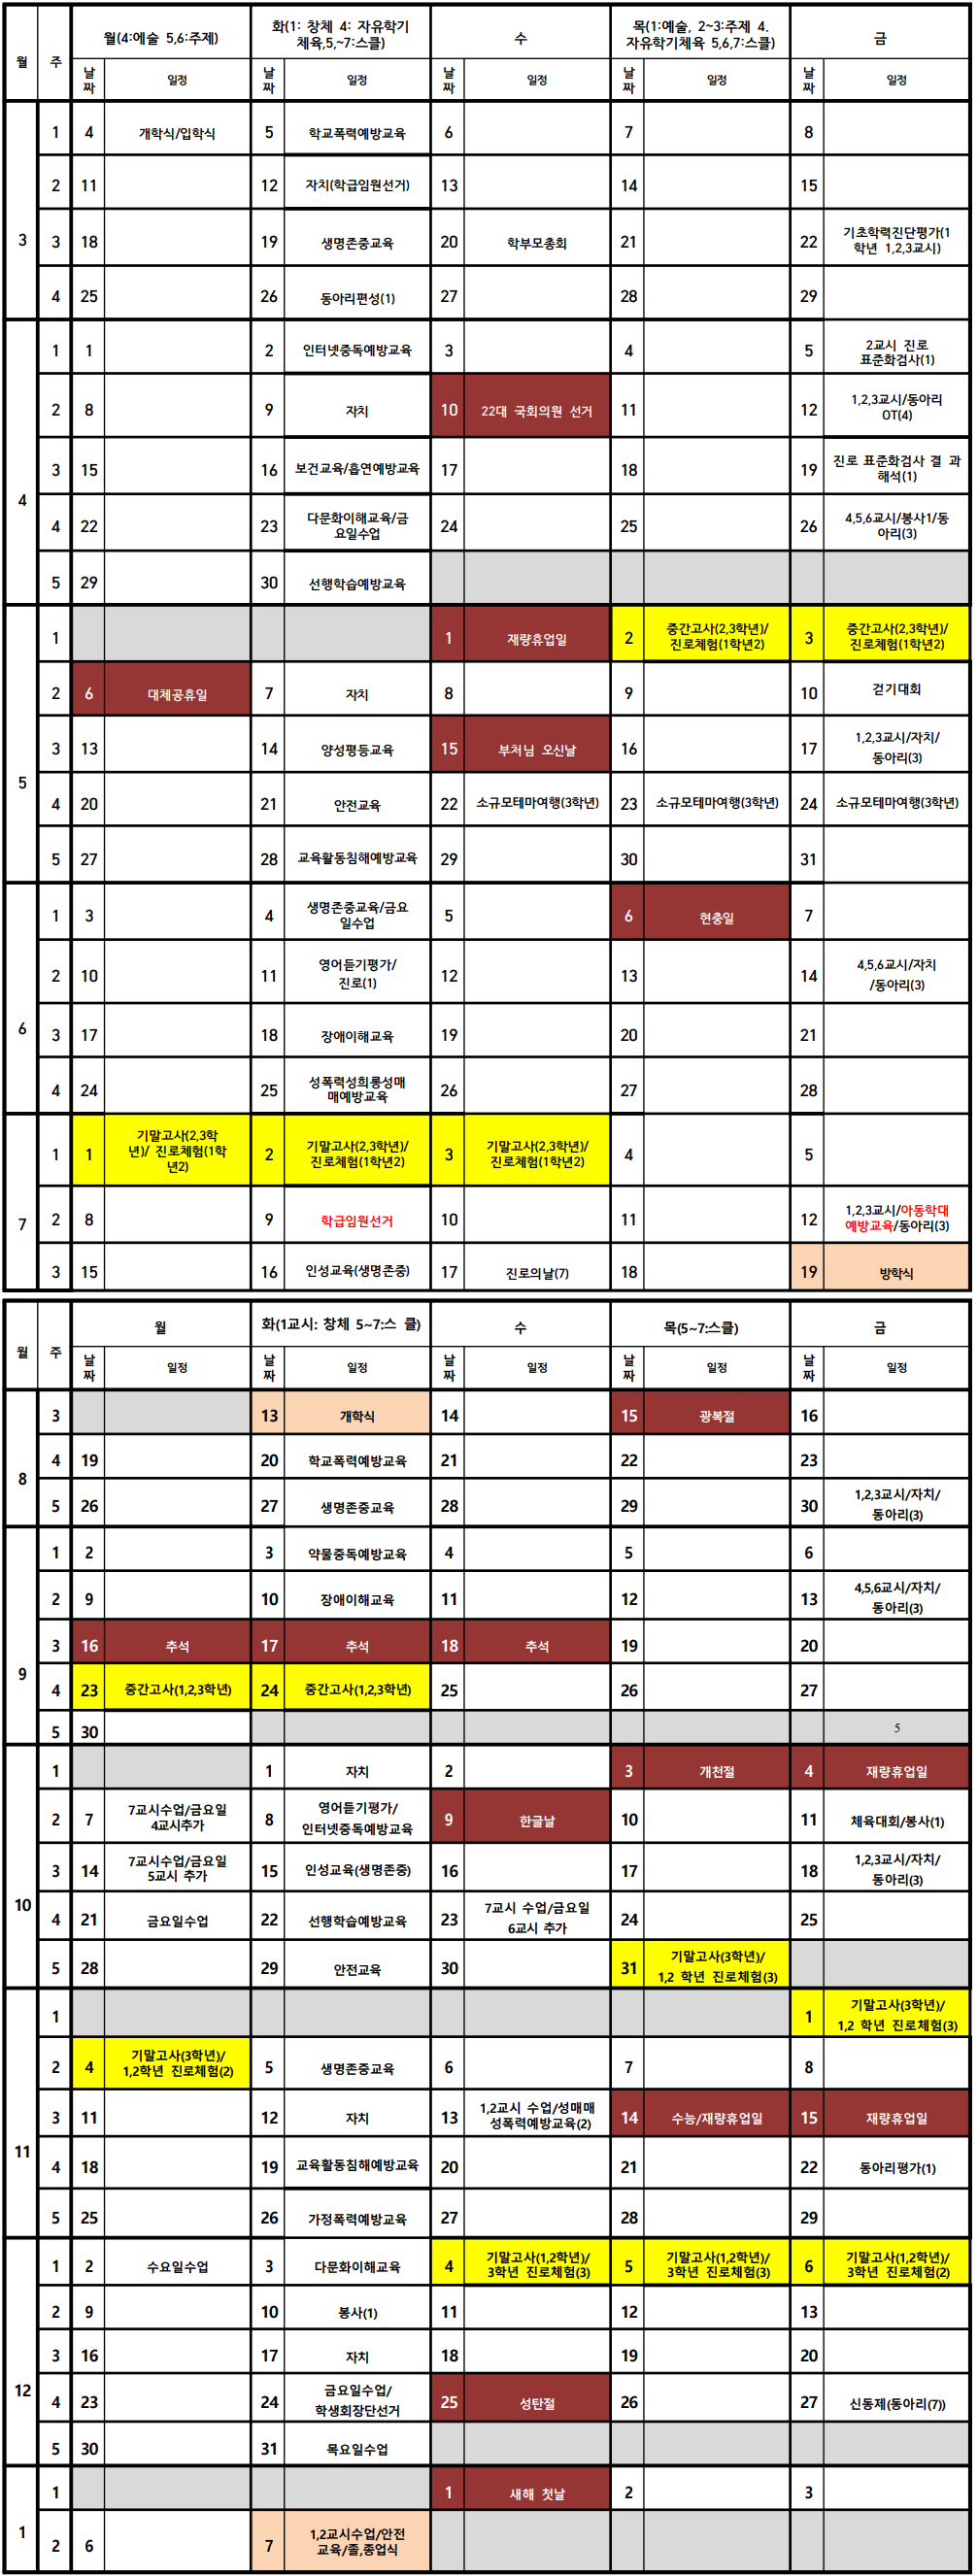 월
주
월(4:예술 5,6:주제)
화(1: 창체 4: 자유학기
체육,5,~7:스클)
수
목(1:예술, 2~3:주제 4.
자유학기체육 5,6,7:스클)
금
날
짜
일정
날
짜
일정
날
짜
일정
날
짜
일정
날
짜
일정
3
1
4
개학식/입학식
5
학교폭력예방교육
6
7
8
2
11
12
자치(학급임원선거)
13
14
15
3
18
19
생명존중교육
20
학부모총회
21
22
기초학력진단평가(1
학년 1,2,3교시)
4
25
26
동아리편성(1)
27
28
29
4
1
1
2
인터넷중독예방교육
3
4
5
2교시 진로
표준화검사(1)
2
8
9
자치
10
22대 국회의원 선거
11
12
1,2,3교시/동아리
OT(4)
3
15
16
보건교육/흡연예방교육
17
18
19
진로 표준화검사 결 과
해석(1)
4
22
23
다문화이해교육/금
요일수업
24
25
26
4,5,6교시/봉사1/동
아리(3)
5
29
30
선행학습예방교육
5
1
1
재량휴업일
2
중간고사(2,3학년)/
진로체험(1학년2)
3
중간고사(2,3학년)/
진로체험(1학년2)
2
6
대체공휴일
7
자치
8
9
10
걷기대회
3
13
14
양성평등교육
15
부처님 오신날
16
17
1,2,3교시/자치/
동아리(3)
4
20
21
안전교육
22
소규모테마여행(3학년)
23
소규모테마여행(3학년)
24
소규모테마여행(3학년)
5
27
28
교육활동침해예방교육
29
30
31
6
1
3
4
생명존중교육/금요
일수업
5
6
현충일
7
2
10
11
영어듣기평가/
진로(1)
12
13
14
4,5,6교시/자치
/동아리(3)
3
17
18
장애이해교육
19
20
21
4
24
25
성폭력성희롱성매
매예방교육
26
27
28
7
1
1
기말고사(2,3학
년)/ 진로체험(1학
년2)
2
기말고사(2,3학년)/
진로체험(1학년2)
3
기말고사(2,3학년)/
진로체험(1학년2)
4
5
2
8
9
학급임원선거
10
11
12
1,2,3교시/아동학대
예방교육/동아리(3)
3
15
16
인성교육(생명존중)
17
진로의날(7)
18
19
방학식
월
주
월
화(1교시: 창체 5~7:스 클)
수
목(5~7:스클)
금
날
짜
일정
날
짜
일정
날
짜
일정
날
짜
일정
날
짜
일정
8
3
13
개학식
14
15
광복절
16
4
19
20
학교폭력예방교육
21
22
23
5
26
27
생명존중교육
28
29
30
1,2,3교시/자치/
동아리(3)
9
1
2
3
약물중독예방교육
4
5
6
2
9
10
장애이해교육
11
12
13
4,5,6교시/자치/
동아리(3)
3
16
추석
17
추석
18
추석
19
20
4
23
중간고사(1,2,3학년)
24
중간고사(1,2,3학년)
25
26
27
5
30
5
10
1
1
자치
2
3
개천절
4
재량휴업일
2
7
7교시수업/금요일
4교시추가
8
영어듣기평가/
인터넷중독예방교육
9
한글날
10
11
체육대회/봉사(1)
3
14
7교시수업/금요일
5교시 추가
15
인성교육(생명존중)
16
17
18
1,2,3교시/자치/
동아리(3)
4
21
금요일수업
22
선행학습예방교육
23
7교시 수업/금요일
6교시 추가
24
25
5
28
29
안전교육
30
31
기말고사(3학년)/
1,2 학년 진로체험(3)
11
1
1
기말고사(3학년)/
1,2 학년 진로체험(3)
2
4
기말고사(3학년)/
1,2학년 진로체험(2)
5
생명존중교육
6
7
8
3
11
12
자치
13
1,2교시 수업/성매매
성폭력예방교육(2)
14
수능/재량휴업일
15
재량휴업일
4
18
19
교육활동침해예방교육
20
21
22
동아리평가(1)
5
25
26
가정폭력예방교육
27
28
29
12
1
2
수요일수업
3
다문화이해교육
4
기말고사(1,2학년)/
3학년 진로체험(3)
5
기말고사(1,2학년)/
3학년 진로체험(3)
6
기말고사(1,2학년)/
3학년 진로체험(2)
2
9
10
봉사(1)
11
12
13
3
16
17
자치
18
19
20
4
23
24
금요일수업/
학생회장단선거
25
성탄절
26
27
신동제(동아리(7))
5
30
31
목요일수업
1
1
1
새해 첫날
2
3
2
6
7
1,2교시수업/안전
교육/졸,종업식